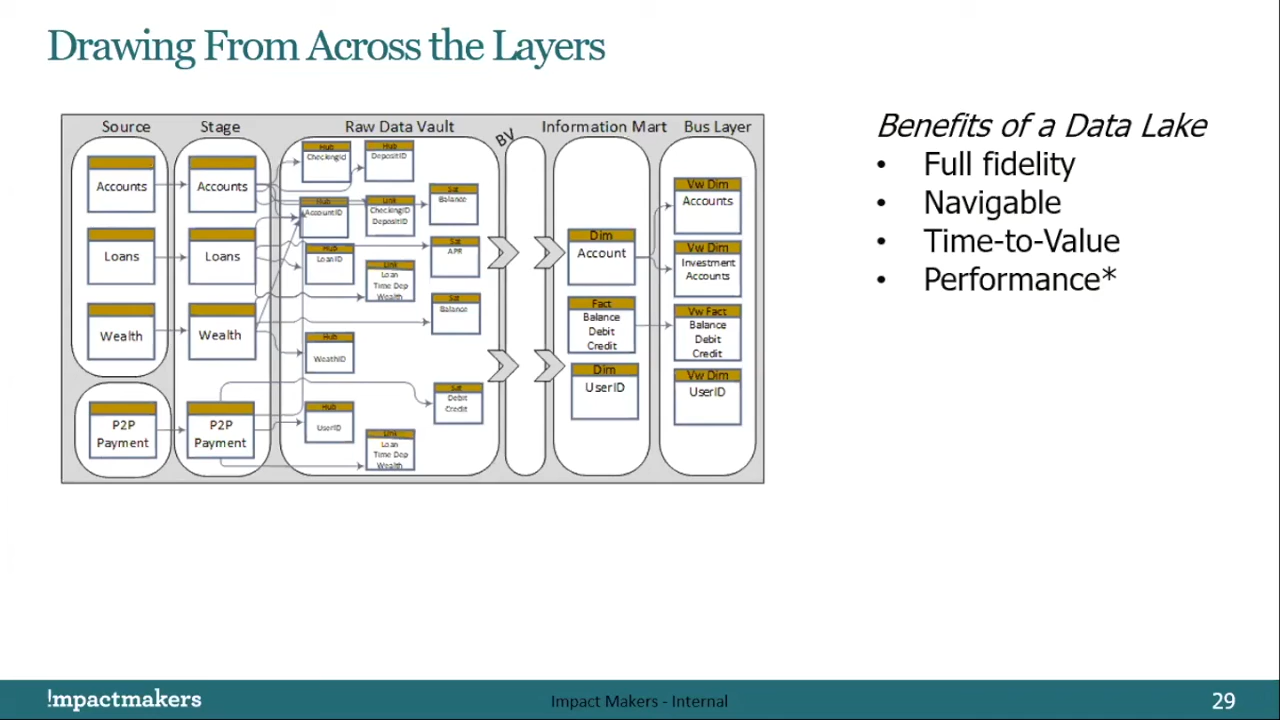 Drawing From Across the Layers
Source
Stage
Raw Data Vault
BV
Information Mart
Bus Layer
Accounts
Loans
Wealth
P2P
Payment
Accounts
Loans
Wealth
P2P
Payment
Hub
CheckingId
Hub
DepositID
Hub
AccountID
Link
CheckingID
DepositID
Sat
Balance
Hub
LoanID
Sat
APR
Link
Loan
Time Dep
Wealth
Sat
Balance
Hub
WealthID
Sat
Debit
Credit
Hub
UserID
Link
Loan
Time Dep
Wealth
Dim
Account
Fact
Balance
Debit
Credit
Dim
UserID
Vw Dim
Accounts
Vw Dim
Investment
Accounts
Vw Fact
Balance
Debit
Credit
Vw Dim
UserID
Benefits of a Data Lake
• Full fidelity
• Navigable
• Time-to-Value
• Performance*
!mpactmakers
Impact Makers - Internal
29